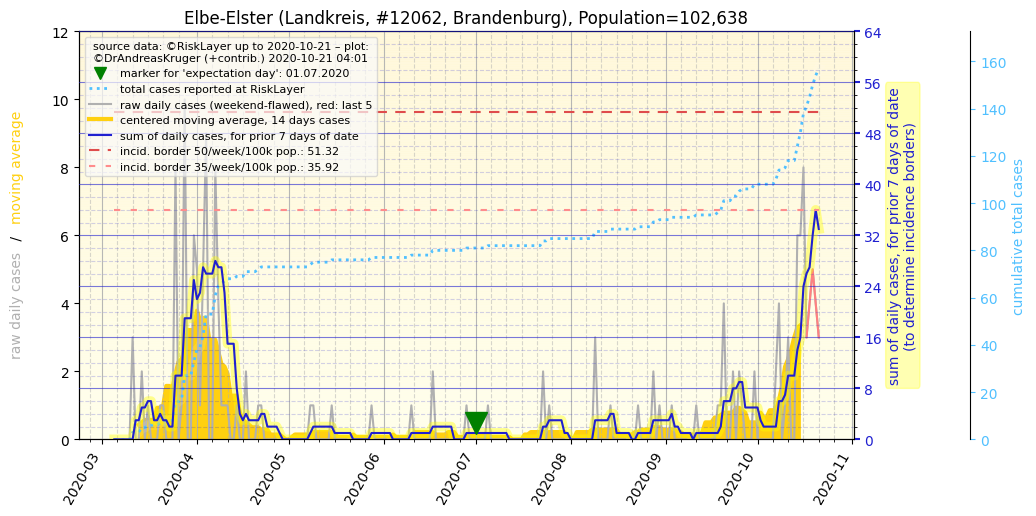 Elbe-Elster (Landkreis, #12062, Brandenburg), Population=102,638
source data: ©RiskLayer up to 2020-10-21 – plot:
©DrAndreasKruger (+contrib.) 2020-10-21 04:01
marker for 'expectation day': 01.07.2020
total cases reported at RiskLayer
raw daily cases (weekend-flawed), red: last 5
centered moving average, 14 days cases
sum of daily cases, for prior 7 days of date
incid. border 50/week/100k pop.: 51.32
incid. border 35/week/100k pop.: 35.92
raw daily cases / moving average
12
10
8
6
4
2
0
2020-03
2020-04
2020-05
2020-06
2020-07
2020-08
2020-09
2020-10
2020-11
64
56
48
40
32
24
16
8
0
sum of daily cases, for prior 7 days of date
(to determine incidence borders)
160
140
120
100
80
60
40
20
0
cumulative total cases